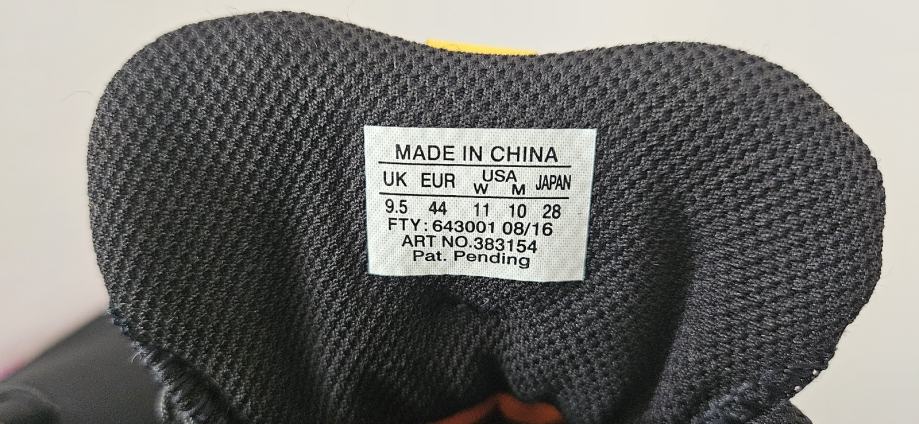 MADE IN CHINA
UK EUR USA W M JAPAN
9.5 44 11 10 28
FTY: 643001 08/16
ART NO.383154
Pat. Pending